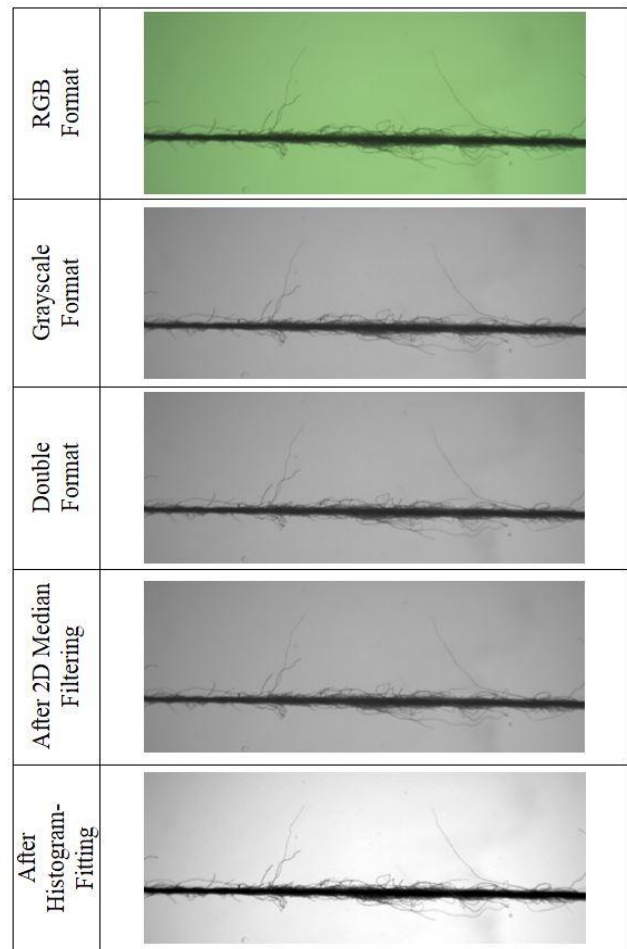 RGB
Format
Grayscale
Format
Double
Format
After 2D Median
Filtering
After
Histogram-
Fitting